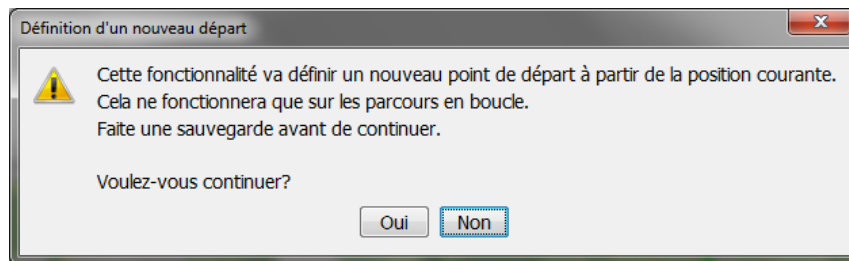 Définition d'un nouveau départ
Cette fonctionnalité va définir un nouveau point de départ à partir de la position courante.
Cela ne fonctionnera que sur les parcours en boucle.
Faite une sauvegarde avant de continuer.
Voulez-vous continuer?
Oui Non